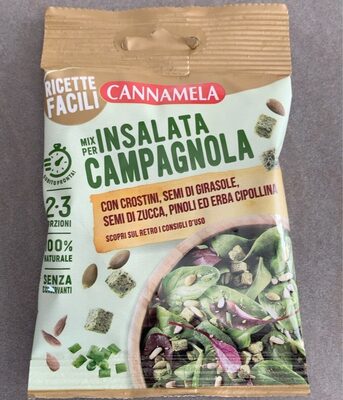 RICETTE
FACILI
CANNAMELA
MIX
PER
INSALATA
CAMPAGNOLA
CON CROSTINI, SEMI DI GIRASOLE,
SEMI DI ZUCCA, PINOLI ED ERBA CIPOLLINA
SCOPRI SUL RETRO I CONSIGLI D'USO
2-3
PORZIONI
100%
NATURALE
SENZA